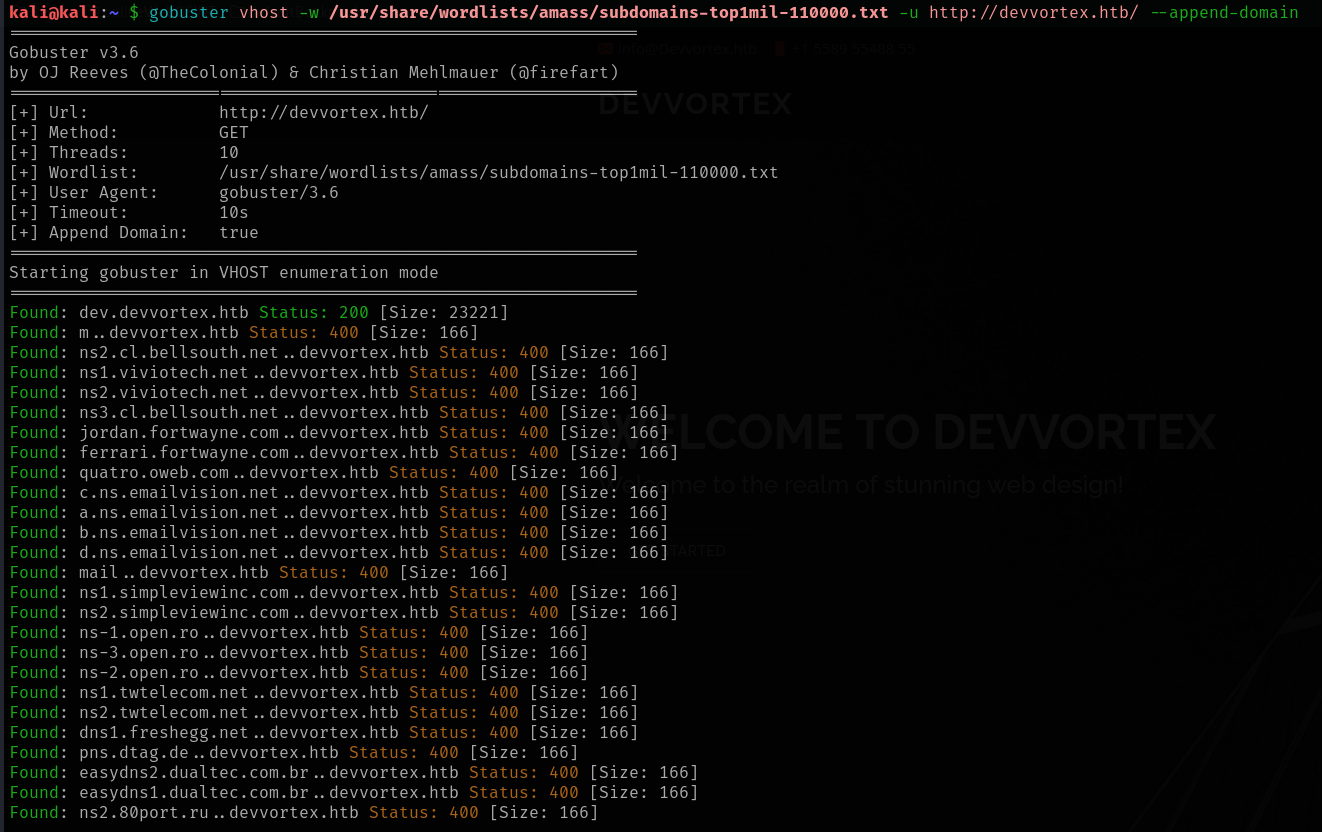 kali@kali:~ $ gobuster vhost -w /usr/share/wordlists/amass/subdomains-top1mil-110000.txt -u http://devvortex.htb/ --append-domain
===============================================================
Gobuster v3.6
by OJ Reeves (@TheColonial) & Christian Mehlmauer (@firefart)
===============================================================
[+] Url: http://devvortex.htb/
[+] Method: GET
[+] Threads: 10
[+] Wordlist: /usr/share/wordlists/amass/subdomains-top1mil-110000.txt
[+] User Agent: gobuster/3.6
[+] Timeout: 10s
[+] Append Domain: true
===============================================================
Starting gobuster in VHOST enumeration mode
===============================================================
Found: dev.devvortex.htb Status: 200 [Size: 23221]
Found: m..devvortex.htb Status: 400 [Size: 166]
Found: ns2.cl.bellsouth.net..devvortex.htb Status: 400 [Size: 166]
Found: ns1.viviotech.net..devvortex.htb Status: 400 [Size: 166]
Found: ns2.viviotech.net..devvortex.htb Status: 400 [Size: 166]
Found: ns3.cl.bellsouth.net..devvortex.htb Status: 400 [Size: 166]
Found: jordan.fortwayne.com..devvortex.htb Status: 400 [Size: 166]
Found: ferrari.fortwayne.com..devvortex.htb Status: 400 [Size: 166]
Found: quatro.oweb.com..devvortex.htb Status: 400 [Size: 166]
Found: c.ns.emailvision.net..devvortex.htb Status: 400 [Size: 166]
Found: a.ns.emailvision.net..devvortex.htb Status: 400 [Size: 166]
Found: b.ns.emailvision.net..devvortex.htb Status: 400 [Size: 166]
Found: d.ns.emailvision.net..devvortex.htb Status: 400 [Size: 166]
Found: mail..devvortex.htb Status: 400 [Size: 166]
Found: ns1.simpleviewinc.com..devvortex.htb Status: 400 [Size: 166]
Found: ns2.simpleviewinc.com..devvortex.htb Status: 400 [Size: 166]
Found: ns-1.open.ro..devvortex.htb Status: 400 [Size: 166]
Found: ns-3.open.ro..devvortex.htb Status: 400 [Size: 166]
Found: ns-2.open.ro..devvortex.htb Status: 400 [Size: 166]
Found: ns1.twtelecom.net..devvortex.htb Status: 400 [Size: 166]
Found: ns2.twtelecom.net..devvortex.htb Status: 400 [Size: 166]
Found: dns1.freshegg.net..devvortex.htb Status: 400 [Size: 166]
Found: pns.dtag.de..devvortex.htb Status: 400 [Size: 166]
Found: easydns2.dualtec.com.br..devvortex.htb Status: 400 [Size: 166]
Found: easydns1.dualtec.com.br..devvortex.htb Status: 400 [Size: 166]
Found: ns2.80port.ru..devvortex.htb Status: 400 [Size: 166]
DEVVORTEX
WELCOME TO DEVVORTEX
Welcome to the realm of stunning web design!